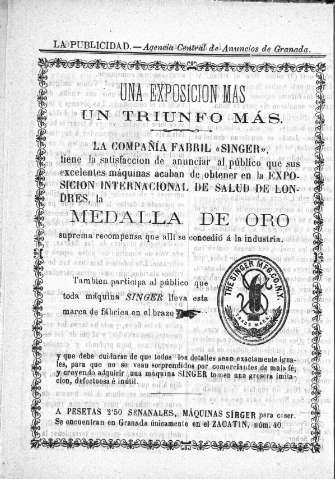 LA PUBLICIDAD.—Agencia Central de Anuncios de Granada.
UNA EXPOSICION MAS
UN TRIUNFO MÁS.
LA COMPAÑÍA FABRIL «SINGER»,
tiene la satisfaccion de anunciar al público que sus
excelentes máquinas acaban de obtener en la EXPO-
SICION INTERNACIONAL DE SALUD DE LON-
DRES, la
MEDALLA DE ORO
suprema recompensa que allí se concedió á la industria.
Tambien participa al público que
toda máquina SINGER lleva esta
marca de fábrica en el brazo
THE SINGER MFG. CO. N.Y.
TRADE MARK
y que debe cuidarse de que todos los detalles sean exactamente igua-
les, para que no se vean sorprendidos por comerciantes de mala fé,
y creyendo adquirir una máquina SINGER tomen una grosera imita-
cion, defectuosa é inútil.
A PESETAS 2'50 SEMANALES, MÁQUINAS SINGER para coser.
Se encuentran en Granada únicamente en el ZACATIN, núm. 40.